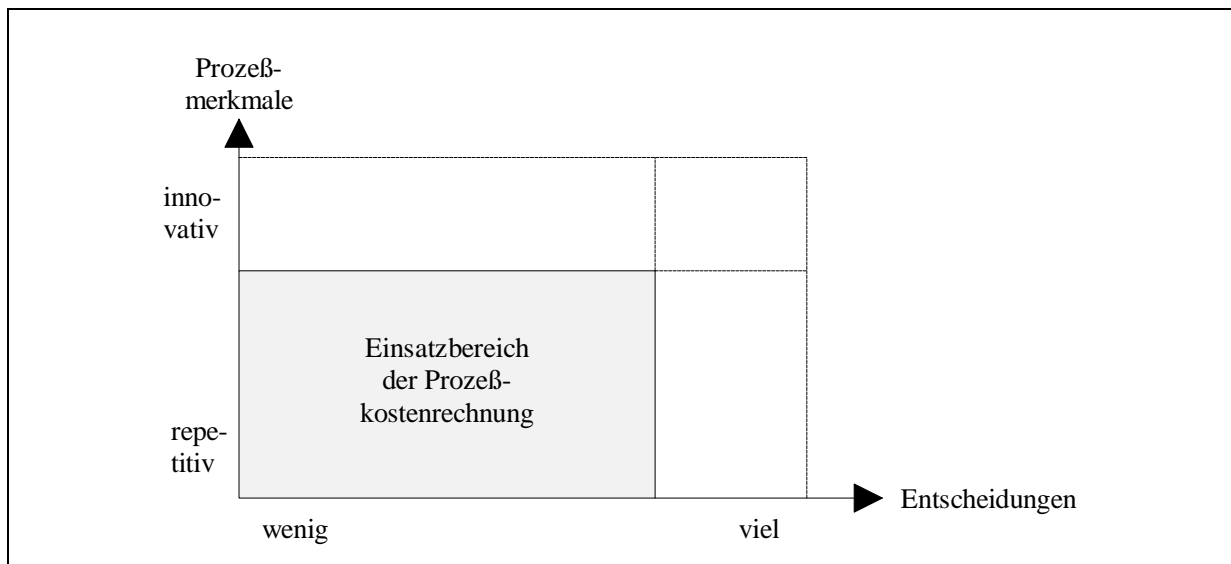 Prozeß-
merkmale
inno-
vativ
Einsatzbereich
der Prozeß-
kostenrechnung
repe-
titiv
Entscheidungen
wenig
viel